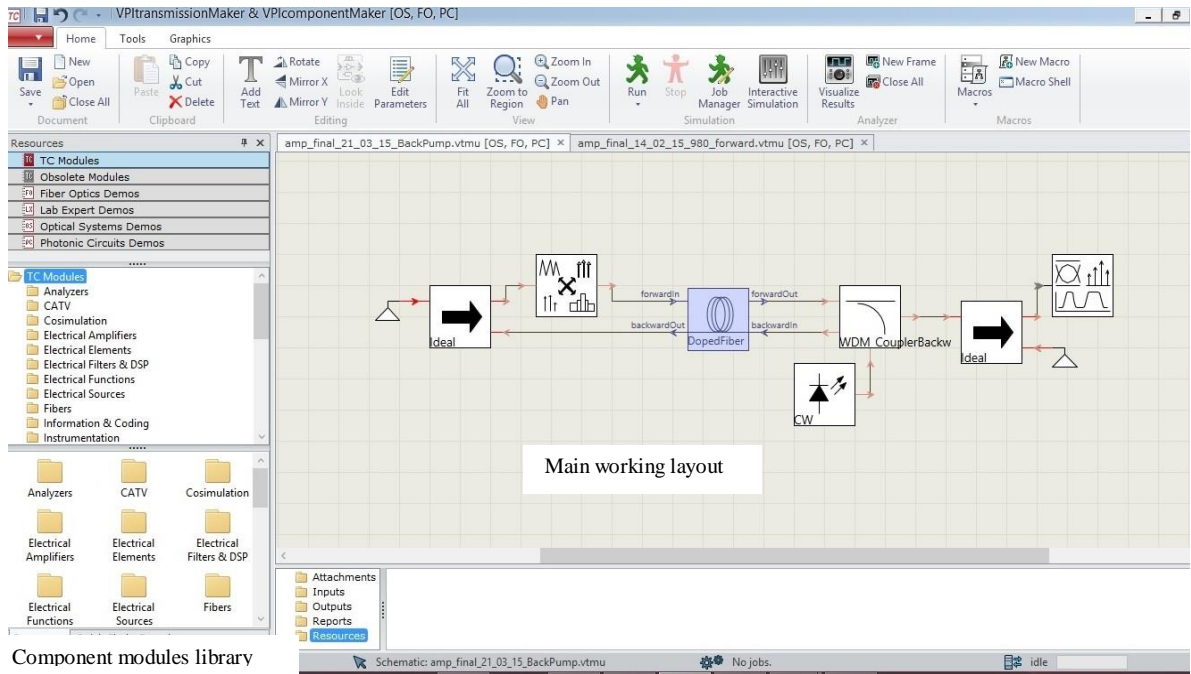 TC
VPItransmissionMaker & VPIcomponentMaker [OS, FO, PC]
Home Tools Graphics
Save
New
Open
Close All
Document
Paste
Copy
Cut
Delete
Clipboard
Add Text
Rotate
Mirror X
Mirror Y
Look Inside
Edit Parameters
Editing
Fit All
Zoom to Region
Zoom In
Zoom Out
Pan
View
Run
Stop
Job Manager
Interactive Simulation
Simulation
Visualize Results
New Frame
Close All
Analyzer
Macros
New Macro
Macro Shell
Macros
Resources
TC Modules
Obsolete Modules
Fiber Optics Demos
Lab Expert Demos
Optical Systems Demos
Photonic Circuits Demos
TC Modules
Analyzers
CATV
Cosimulation
Electrical Amplifiers
Electrical Elements
Electrical Filters & DSP
Electrical Functions
Electrical Sources
Fibers
Information & Coding
Instrumentation
Analyzers CATV Cosimulation
Electrical Amplifiers
Electrical Elements
Electrical Filters & DSP
Electrical Functions
Electrical Sources
Fibers
Component modules library
amp_final_21_03_15_BackPump.vtmu [OS, FO, PC] amp_final_14_02_15_980_forward.vtmu [OS, FO, PC]
Ideal
forwardIn
backwardOut
DopedFiber
forwardOut
backwardIn
WDM_CouplerBackw
CW
Ideal
Main working layout
Attachments
Inputs
Outputs
Reports
Resources
Schematic: amp_final_21_03_15_BackPump.vtmu No jobs. idle